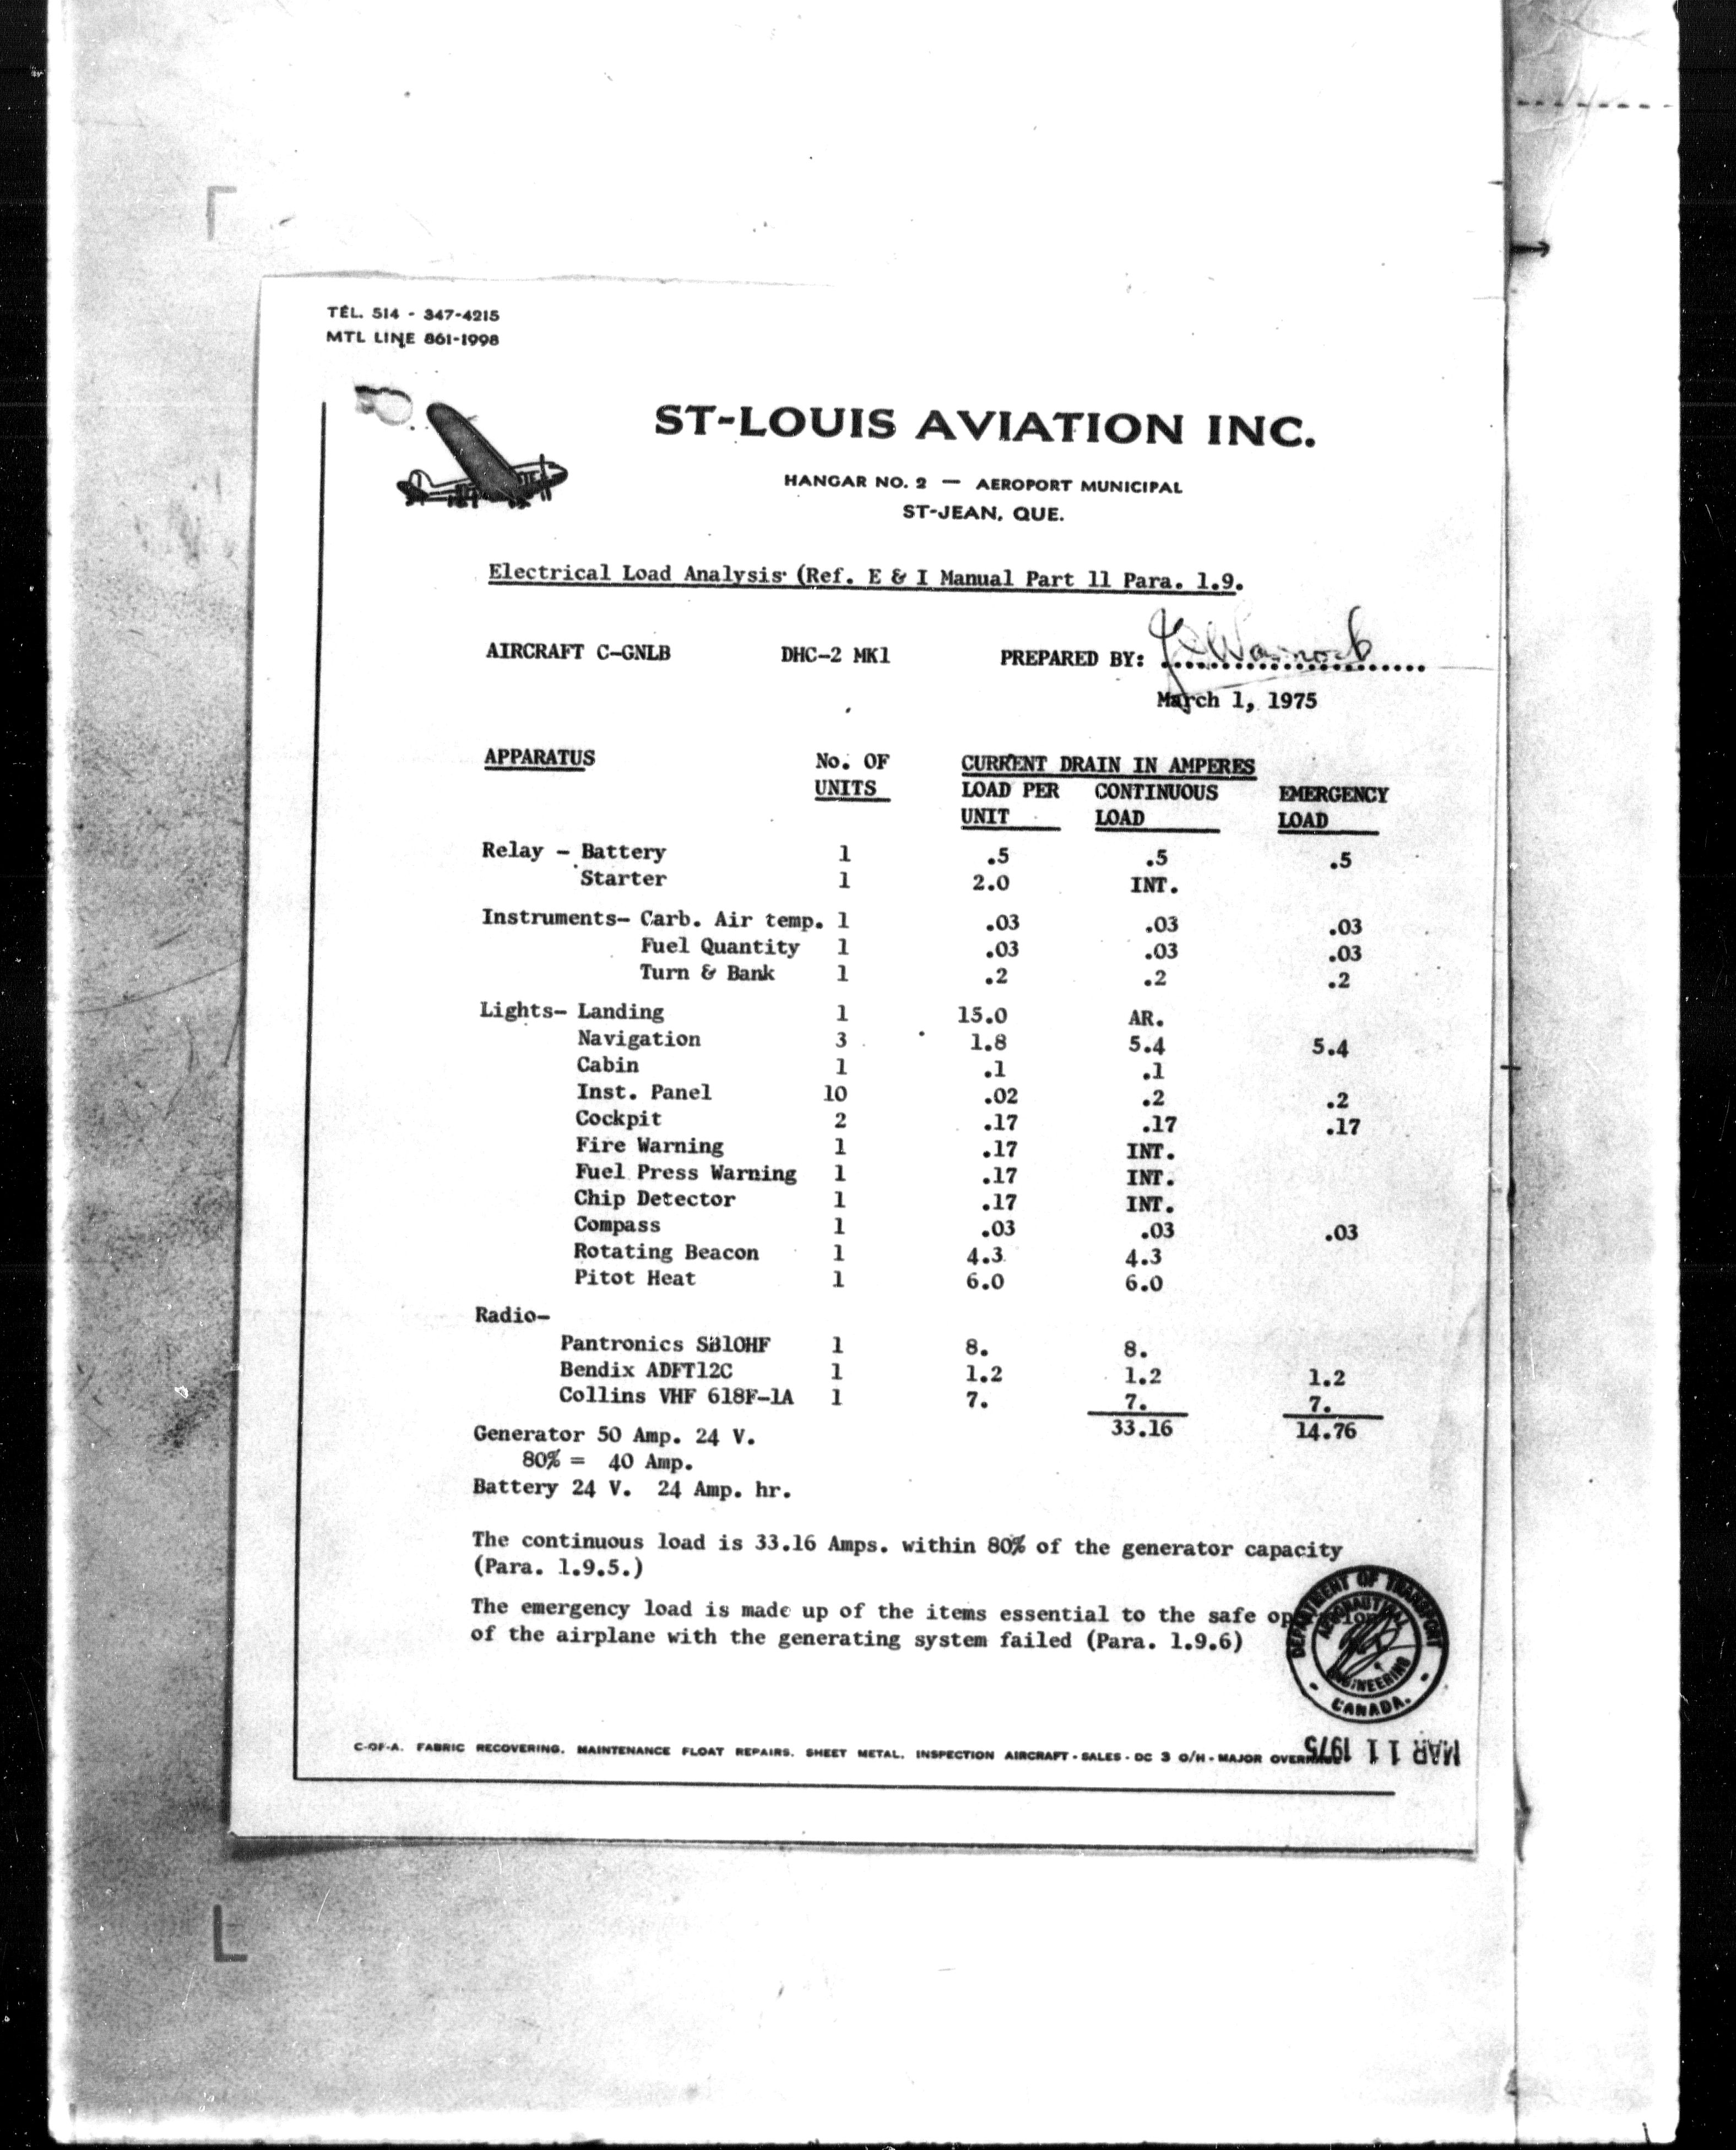 TÉL. 514 - 347-4215
MTL LINE 861-1998
ST-LOUIS AVIATION INC.
HANGAR NO. 2 — AEROPORT MUNICIPAL
ST-JEAN, QUE.
Electrical Load Analysis (Ref. E & I Manual Part 11 Para. 1.9.
AIRCRAFT C-GNLB DHC-2 MK1 PREPARED BY: ........................
March 1, 1975
APPARATUS No. OF CURRENT DRAIN IN AMPERES
UNITS LOAD PER CONTINUOUS EMERGENCY
UNIT LOAD LOAD
Relay - Battery 1 .5 .5 .5
Starter 1 2.0 INT.
Instruments- Carb. Air temp. 1 .03 .03 .03
Fuel Quantity 1 .03 .03 .03
Turn & Bank 1 .2 .2 .2
Lights- Landing 1 15.0 AR.
Navigation 3 1.8 5.4 5.4
Cabin 1 .1 .1
Inst. Panel 10 .02 .2 .2
Cockpit 2 .17 .17 .17
Fire Warning 1 .17 INT.
Fuel Press Warning 1 .17 INT.
Chip Detector 1 .17 INT.
Compass 1 .03 .03 .03
Rotating Beacon 1 4.3 4.3
Pitot Heat 1 6.0 6.0
Radio-
Pantronics SB10HF 1 8. 8.
Bendix ADFT12C 1 1.2 1.2 1.2
Collins VHF 618F-1A 1 7. 7. 7.
33.16 14.76
Generator 50 Amp. 24 V.
80% = 40 Amp.
Battery 24 V. 24 Amp. hr.
The continuous load is 33.16 Amps. within 80% of the generator capacity
(Para. 1.9.5.)
The emergency load is made up of the items essential to the safe operation
of the airplane with the generating system failed (Para. 1.9.6)
DEPARTMENT OF TRANSPORT
AERONAUTICAL
ENGINEERING
CANADA.
MAR 11 1975
C-OF-A. FABRIC RECOVERING. MAINTENANCE FLOAT REPAIRS. SHEET METAL. INSPECTION AIRCRAFT - SALES - DC 3 O/H - MAJOR OVERHAUL